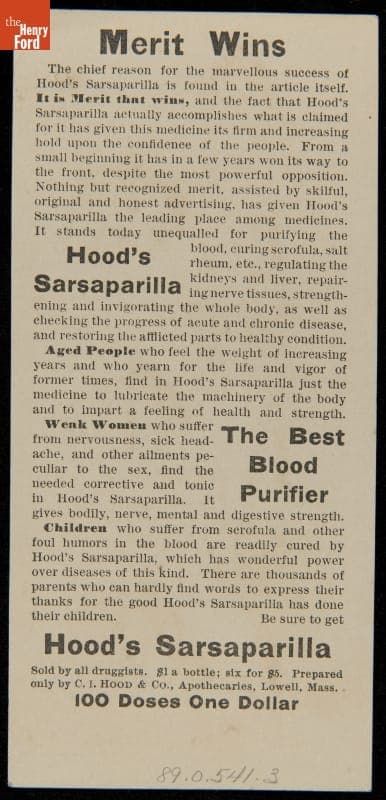 the
Henry
Ford
Merit Wins
The chief reason for the marvellous success of
Hood's Sarsaparilla is found in the article itself.
It is Merit that wins, and the fact that Hood's
Sarsaparilla actually accomplishes what is claimed
for it has given this medicine its firm and increasing
hold upon the confidence of the people. From a
small beginning it has in a few years won its way to
the front, despite the most powerful opposition.
Nothing but recognized merit, assisted by skilful,
original and honest advertising, has given Hood's
Sarsaparilla the leading place among medicines.
It stands today unequalled for purifying the
Hood's
Sarsaparilla
blood, curing scrofula, salt
rheum, etc., regulating the
kidneys and liver, repair-
ing nerve tissues, strength-
ening and invigorating the whole body, as well as
checking the progress of acute and chronic disease,
and restoring the afflicted parts to healthy condition.
Aged People who feel the weight of increasing
years and who yearn for the life and vigor of
former times, find in Hood's Sarsaparilla just the
medicine to lubricate the machinery of the body
and to impart a feeling of health and strength.
Weak Women who suffer
from nervousness, sick head-
ache, and other ailments pe-
culiar to the sex, find the
needed corrective and tonic
in Hood's Sarsaparilla. It
The Best
Blood
Purifier
gives bodily, nerve, mental and digestive strength.
Children who suffer from scrofula and other
foul humors in the blood are readily cured by
Hood's Sarsaparilla, which has wonderful power
over diseases of this kind. There are thousands of
parents who can hardly find words to express their
thanks for the good Hood's Sarsaparilla has done
their children. Be sure to get
Hood's Sarsaparilla
Sold by all druggists. $1 a bottle; six for $5. Prepared
only by C. I. HOOD & CO., Apothecaries, Lowell, Mass.
100 Doses One Dollar
89.0.541.3